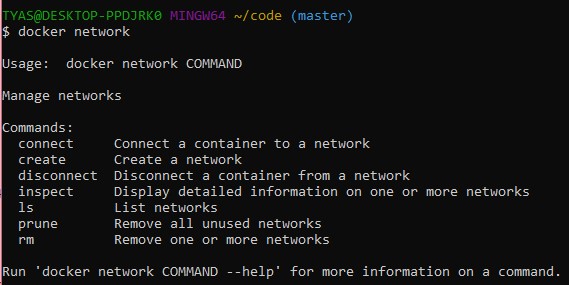 TYAS@DESKTOP-PPDJRK0 MINGW64 ~/code (master)
$ docker network

Usage:  docker network COMMAND

Manage networks

Commands:
  connect     Connect a container to a network
  create      Create a network
  disconnect  Disconnect a container from a network
  inspect     Display detailed information on one or more networks
  ls          List networks
  prune       Remove all unused networks
  rm          Remove one or more networks

Run 'docker network COMMAND --help' for more information on a command.